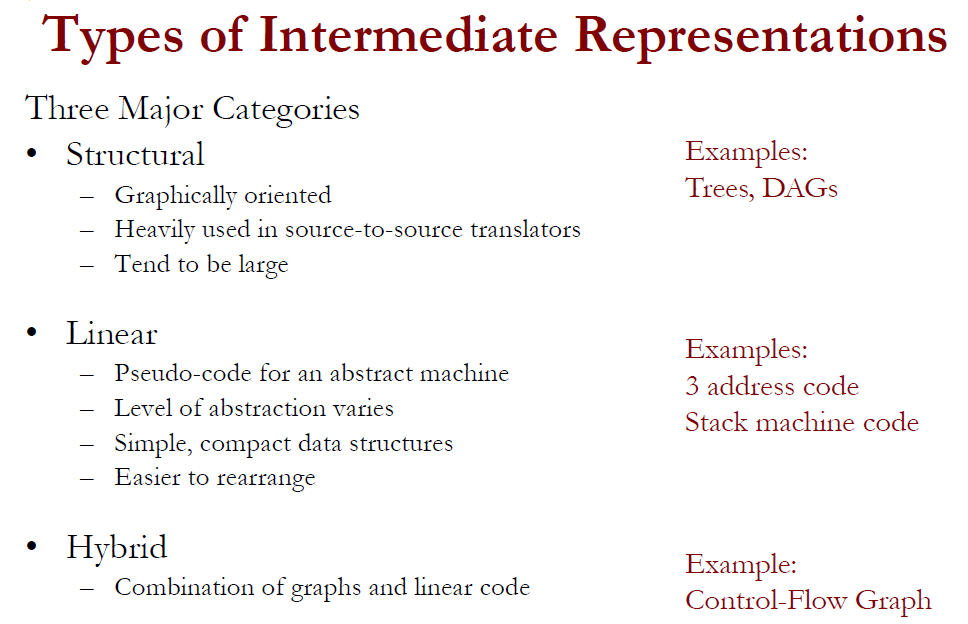 Types of Intermediate Representations
Three Major Categories
• Structural
– Graphically oriented
– Heavily used in source-to-source translators
– Tend to be large
Examples:
Trees, DAGs
• Linear
– Pseudo-code for an abstract machine
– Level of abstraction varies
– Simple, compact data structures
– Easier to rearrange
Examples:
3 address code
Stack machine code
• Hybrid
– Combination of graphs and linear code
Example:
Control-Flow Graph